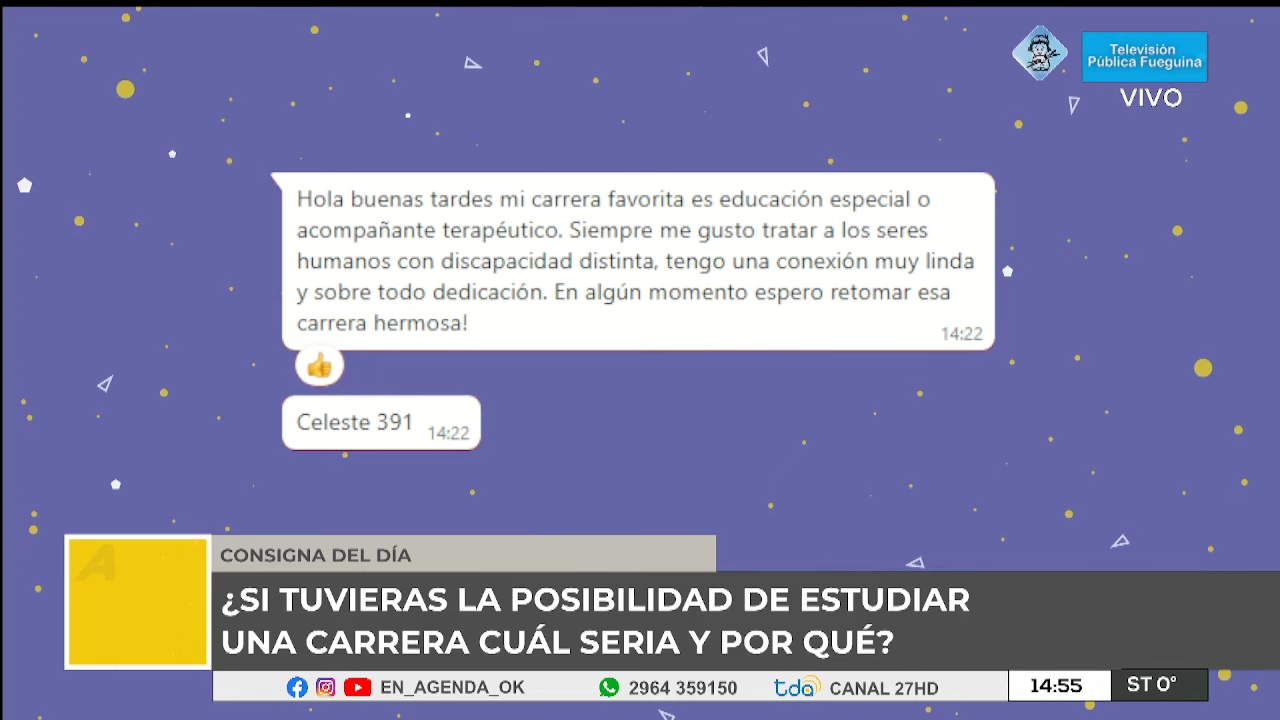 Televisión
Pública Fueguina
VIVO
Hola buenas tardes mi carrera favorita es educación especial o
acompañante terapéutico. Siempre me gusto tratar a los seres
humanos con discapacidad distinta, tengo una conexión muy linda
y sobre todo dedicación. En algún momento espero retomar esa
carrera hermosa!
14:22
Celeste 391
14:22
A
CONSIGNA DEL DÍA
¿SI TUVIERAS LA POSIBILIDAD DE ESTUDIAR
UNA CARRERA CUÁL SERIA Y POR QUÉ?
EN_AGENDA_OK 2964 359150 tda CANAL 27HD 14:55 ST 0°